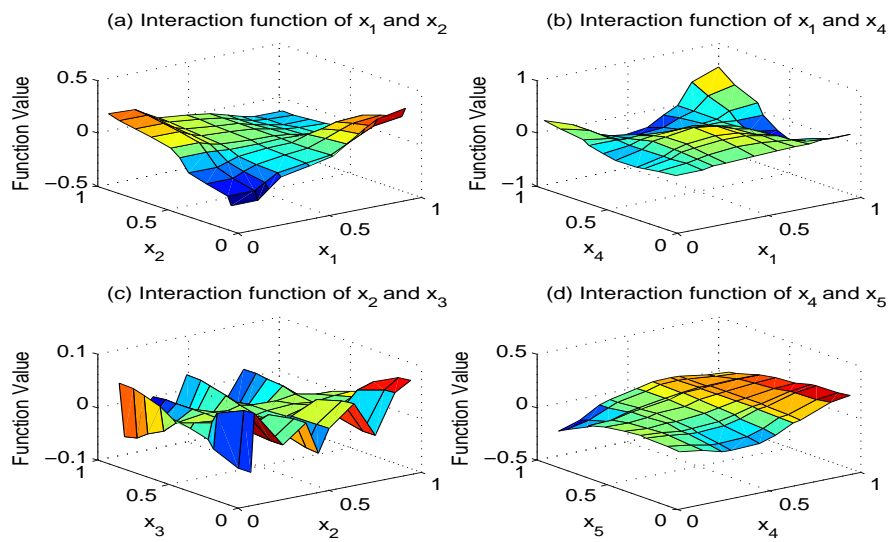 (a) Interaction function of x1 and x2
0.5
0
−0.5
Function Value
1
0.5
0
x2
0
0.5
1
x1
(b) Interaction function of x1 and x4
1
0
−1
Function Value
1
0.5
0
x4
0
0.5
1
x1
(c) Interaction function of x2 and x3
0.1
0
−0.1
Function Value
1
0.5
0
x3
0
0.5
1
x2
(d) Interaction function of x4 and x5
0.5
0
−0.5
Function Value
1
0.5
0
x5
0
0.5
1
x4